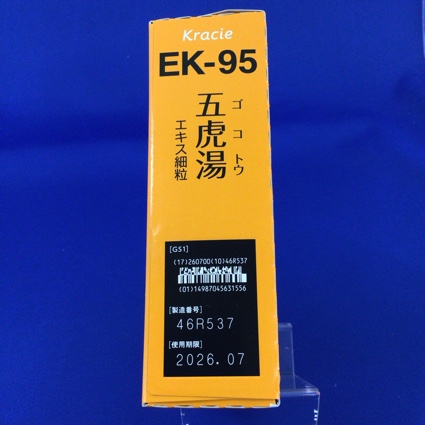 Kracie
EK-95
五虎湯
ゴコトウ
エキス細粒
[GS1]
(17)260700(10)46R537
(01)14987045631556
[製造番号]
46R537
[使用期限]
2026.07